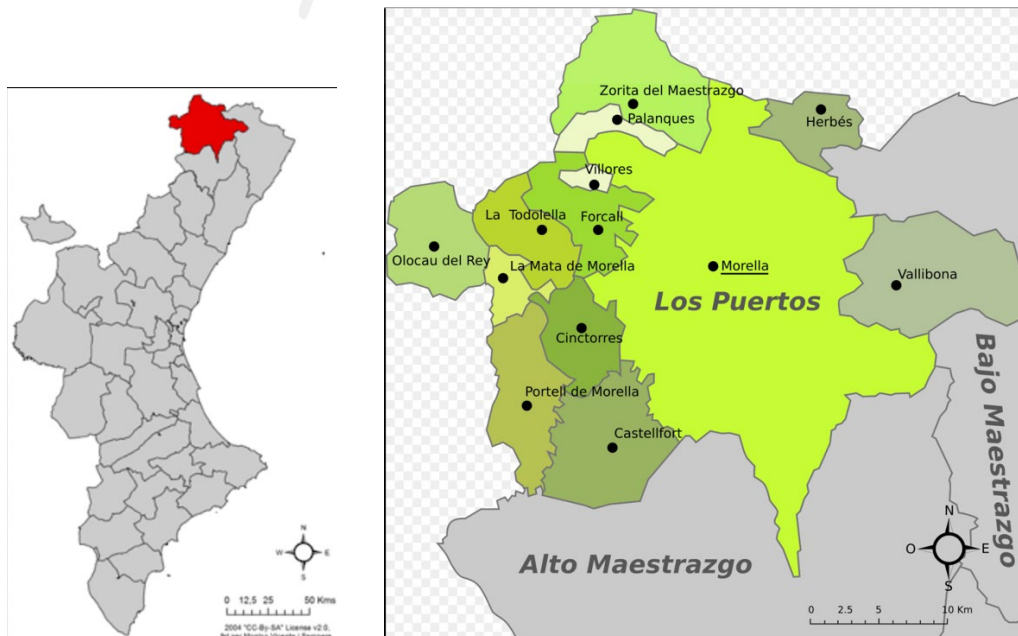 N
W
E
S
0 12,5 25 50 Kms
2004 "CC-By-SA" License v2.0,
Zorita del Maestrazgo
Palanques
Herbés
Villores
La Todolella
Forcall
Olocau del Rey
La Mata de Morella
Morella
Vallibona
Los Puertos
Cinctorres
Portell de Morella
Castellfort
Bajo Maestrazgo
Alto Maestrazgo
N
O
E
S
0 2.5 5 10 Km